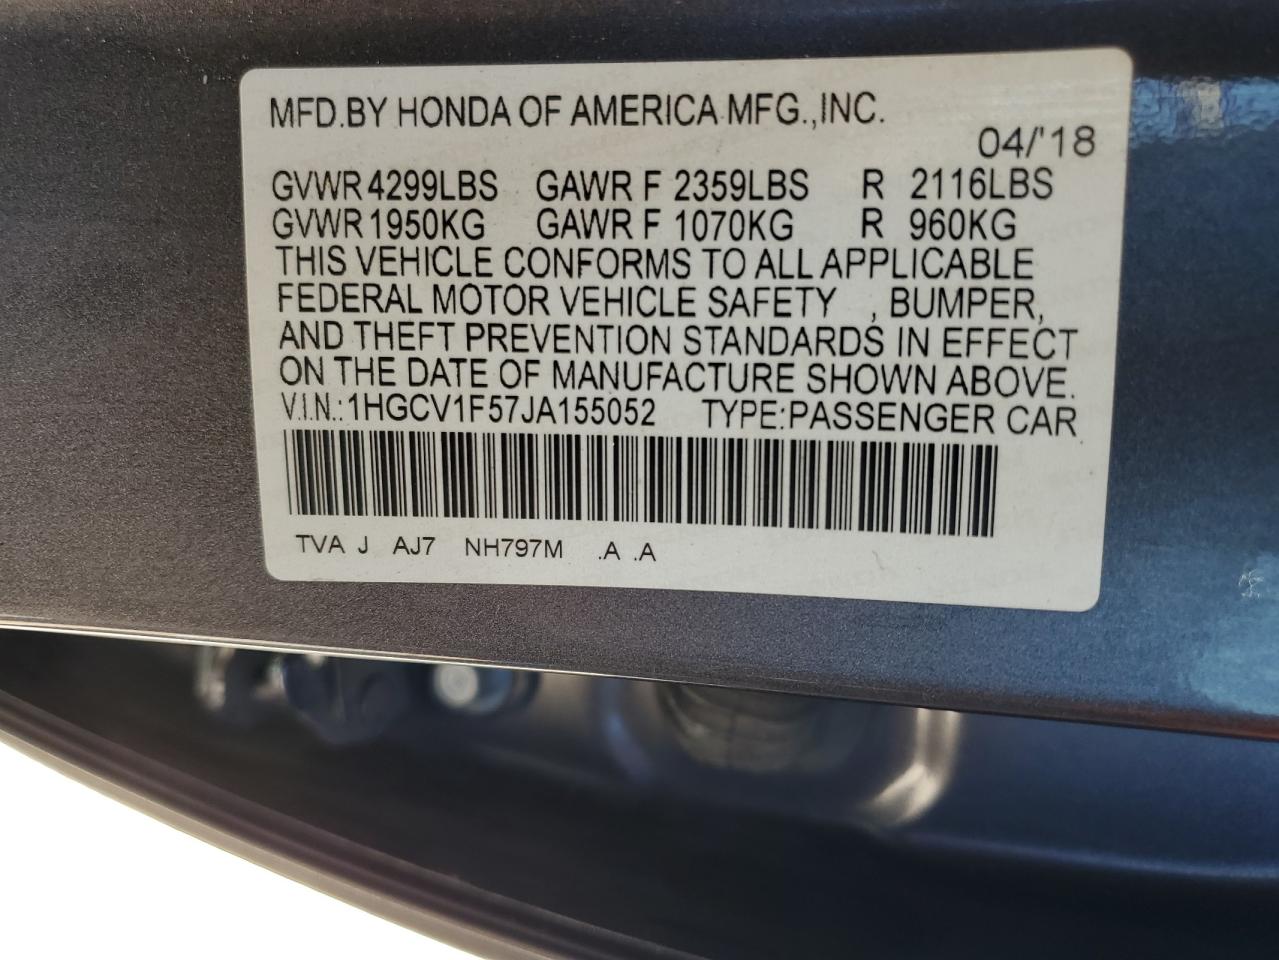 MFD.BY HONDA OF AMERICA MFG.,INC.
04/'18
GVWR 4299LBS GAWR F 2359LBS R 2116LBS
GVWR 1950KG GAWR F 1070KG R 960KG
THIS VEHICLE CONFORMS TO ALL APPLICABLE
FEDERAL MOTOR VEHICLE SAFETY , BUMPER,
AND THEFT PREVENTION STANDARDS IN EFFECT
ON THE DATE OF MANUFACTURE SHOWN ABOVE.
V.I.N.:1HGCV1F57JA155052 TYPE:PASSENGER CAR
TVA J AJ7 NH797M .A .A